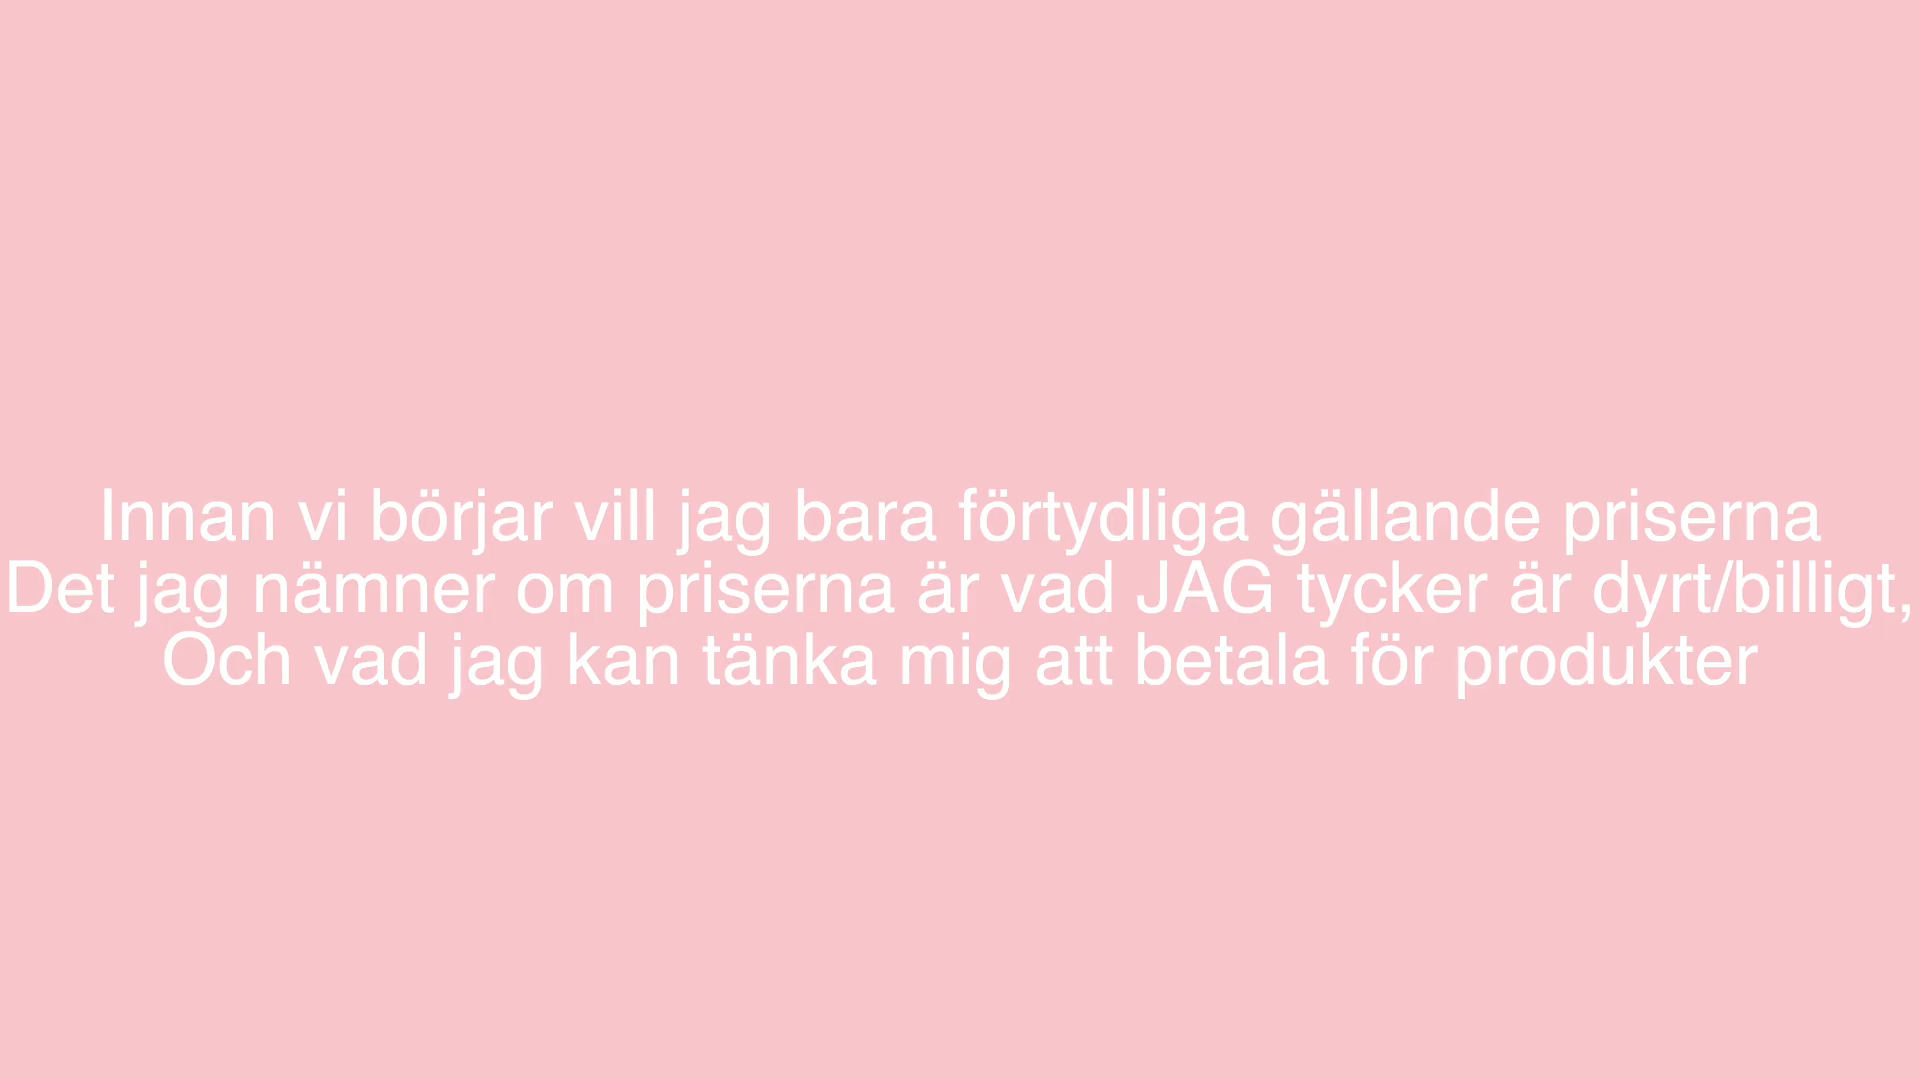 Innan vi börjar vill jag bara förtydliga gällande priserna
Det jag nämner om priserna är vad JAG tycker är dyrt/billigt,
Och vad jag kan tänka mig att betala för produkter